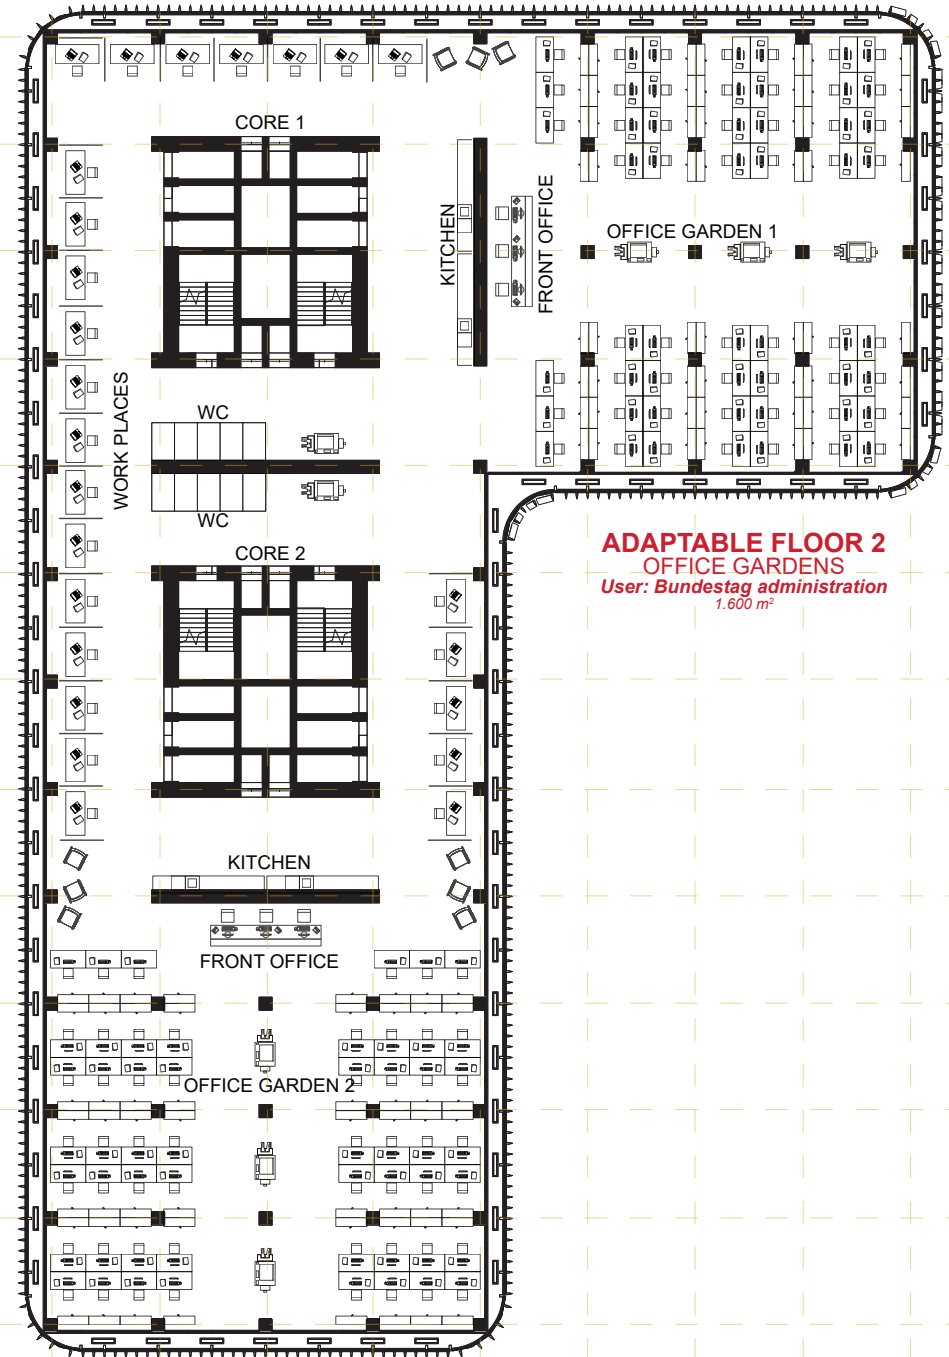 CORE 1
KITCHEN
FRONT OFFICE
OFFICE GARDEN 1
WORK PLACES
WC
WC
CORE 2
ADAPTABLE FLOOR 2
OFFICE GARDENS
User: Bundestag administration
1.600 m²
KITCHEN
FRONT OFFICE
OFFICE GARDEN 2